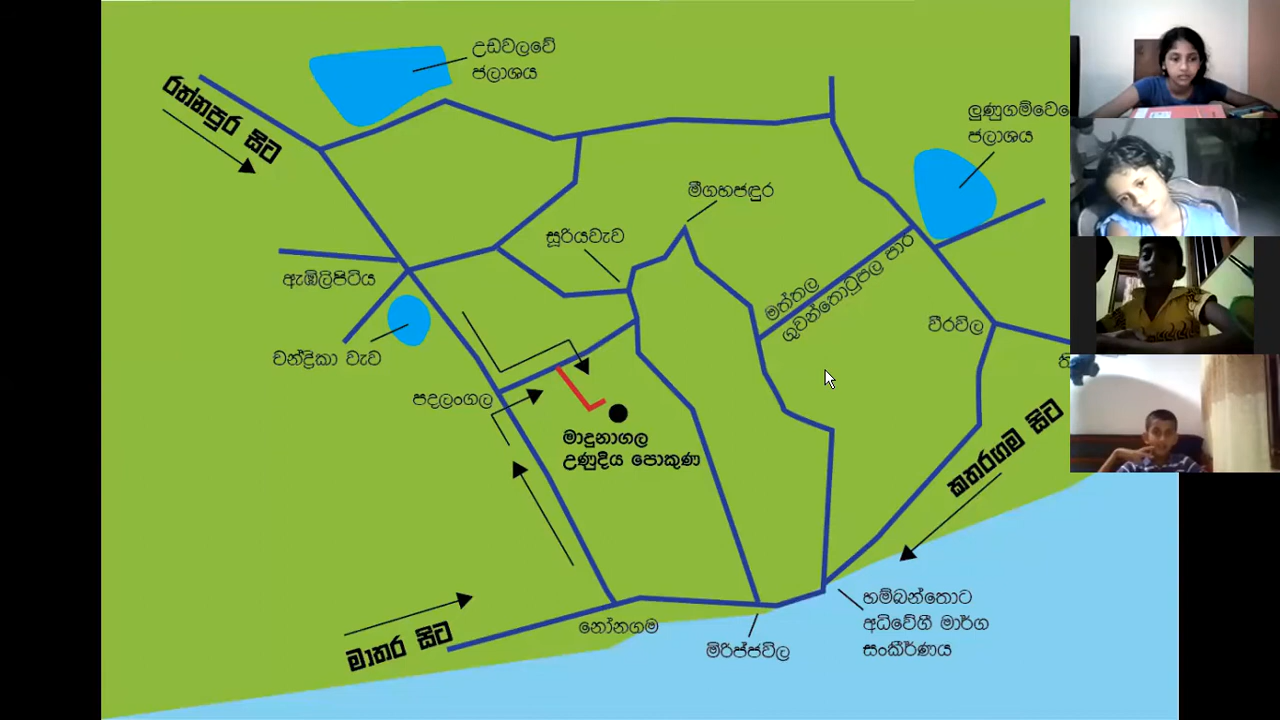 උඩවලවේ
ජලාශය
රත්නපුර සිට
ලුණුගම්වෙහෙ
ජලාශය
මීගහජඳුර
සූරියවැව
ඇඹිලිපිටිය
මත්තල
ගුවන්තොටුපල පාර
වීරවිල
චන්ද්‍රිකා වැව
පදලංගල
මාදුනාගල
උණුදිය පොකුණ
කතරගම සිට
හම්බන්තොට
අධිවේගී මාර්ග
සංකීර්ණය
නෝනගම
මාතර සිට
මිරිජ්ජවිල